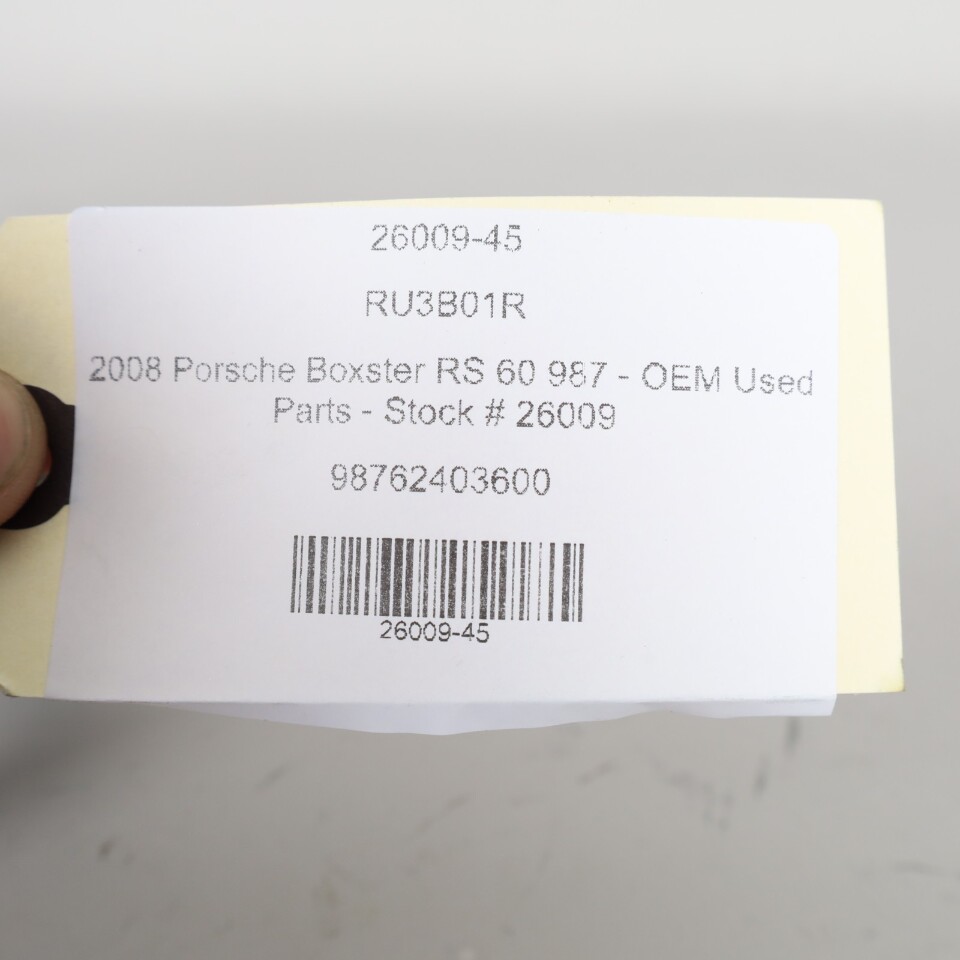 26009-45
RU3B01R
2008 Porsche Boxster RS 60 987 - OEM Used
Parts - Stock # 26009
98762403600
26009-45